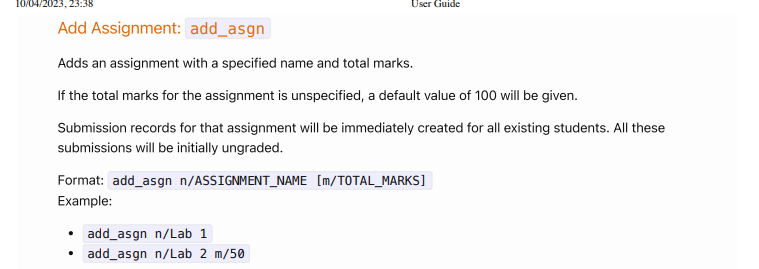 10/04/2023, 23:38 User Guide
Add Assignment: add_asgn
Adds an assignment with a specified name and total marks.
If the total marks for the assignment is unspecified, a default value of 100 will be given.
Submission records for that assignment will be immediately created for all existing students. All these
submissions will be initially ungraded.
Format: add_asgn n/ASSIGNMENT_NAME [m/TOTAL_MARKS]
Example:
• add_asgn n/Lab 1
• add_asgn n/Lab 2 m/50